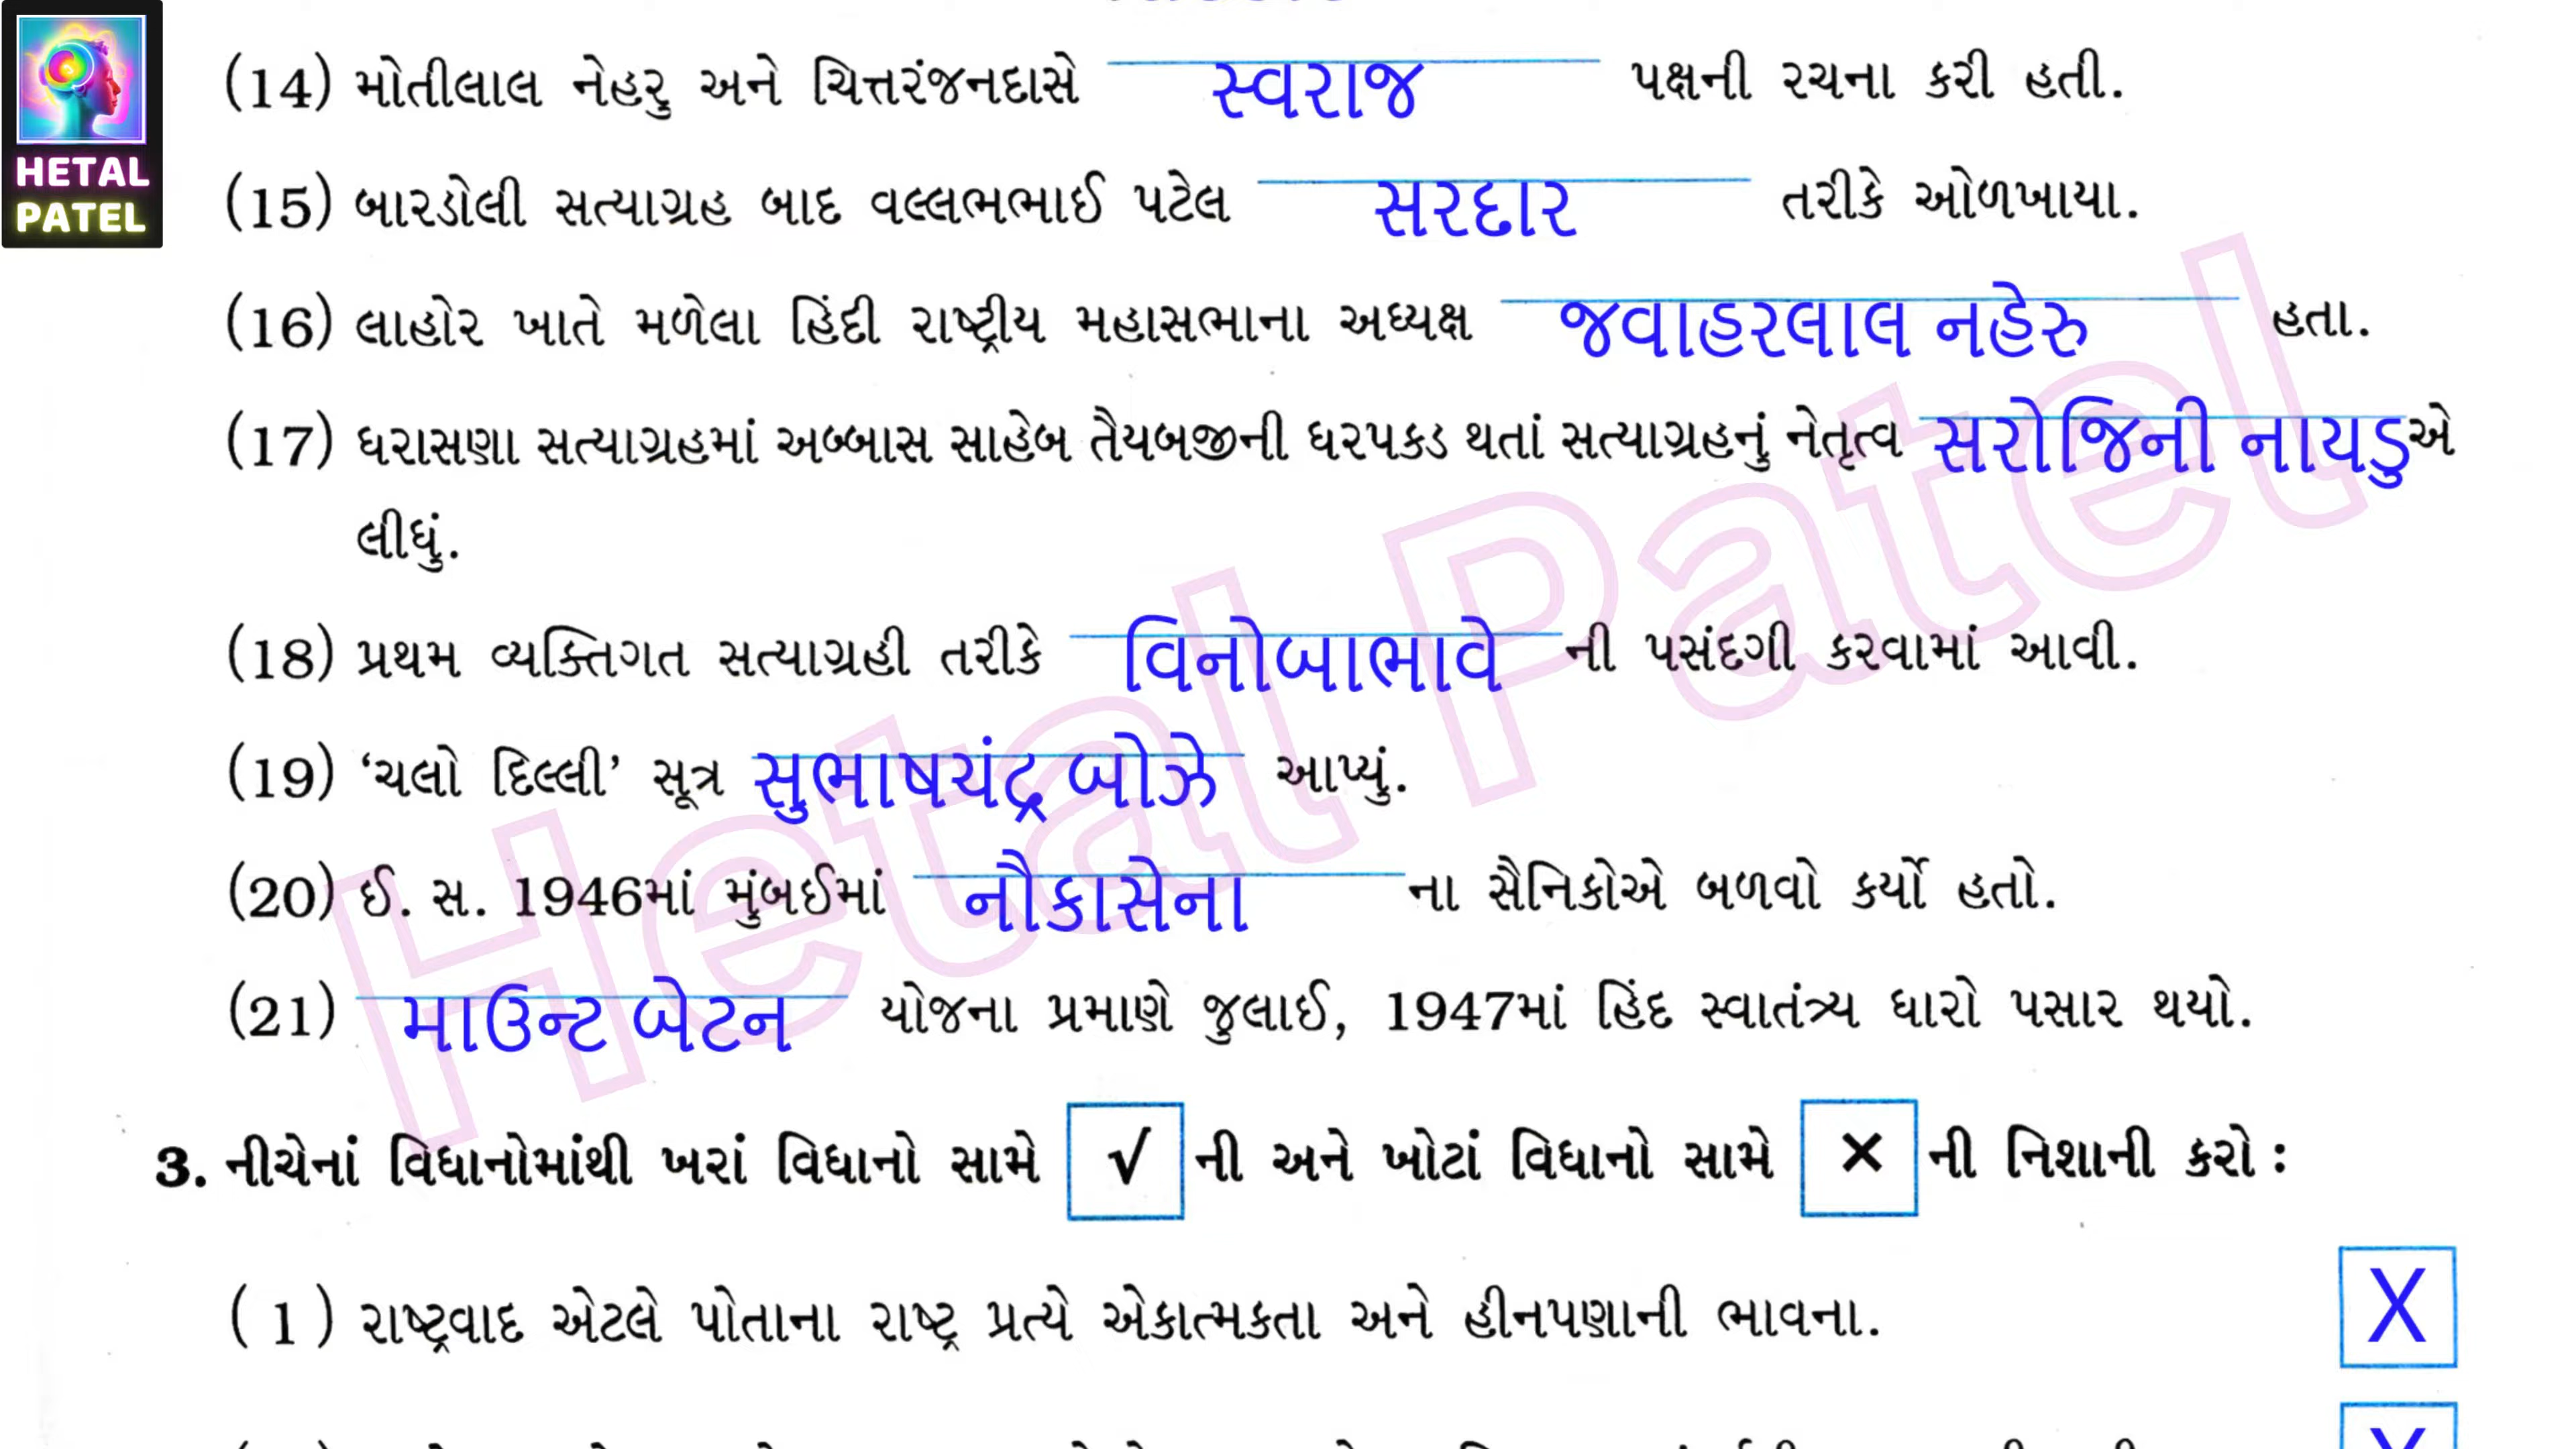 HETAL
PATEL
(14) મોતીલાલ નેહરુ અને ચિત્તરંજનદાસે સ્વરાજ પક્ષની રચના કરી હતી.
(15) બારડોલી સત્યાગ્રહ બાદ વલ્લભભાઈ પટેલ સરદાર તરીકે ઓળખાયા.
(16) લાહોર ખાતે મળેલા હિંદી રાષ્ટ્રીય મહાસભાના અધ્યક્ષ જવાહરલાલ નહેરુ હતા.
(17) ધરાસણા સત્યાગ્રહમાં અબ્બાસ સાહેબ તૈયબજીની ધરપકડ થતાં સત્યાગ્રહનું નેતૃત્વ સરોજિની નાયડુએ
લીધું.
(18) પ્રથમ વ્યક્તિગત સત્યાગ્રહી તરીકે વિનોબાભાવે ની પસંદગી કરવામાં આવી.
(19) ‘ચલો દિલ્લી’ સૂત્ર સુભાષચંદ્ર બોઝે આપ્યું.
(20) ઈ. સ. 1946માં મુંબઈમાં નૌકાસેના ના સૈનિકોએ બળવો કર્યો હતો.
(21) માઉન્ટ બેટન યોજના પ્રમાણે જુલાઈ, 1947માં હિંદ સ્વાતંત્ર્ય ધારો પસાર થયો.
3. નીચેનાં વિધાનોમાંથી ખરાં વિધાનો સામે √ ની અને ખોટાં વિધાનો સામે × ની નિશાની કરો :
( 1 ) રાષ્ટ્રવાદ એટલે પોતાના રાષ્ટ્ર પ્રત્યે એકાત્મકતા અને હીનપણાની ભાવના. X
Hetal Patel